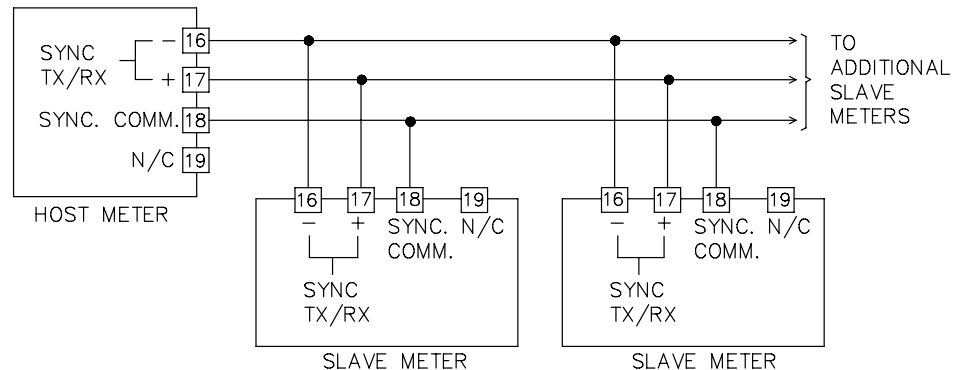 SYNC
TX/RX
− 16
+ 17
SYNC. COMM. 18
N/C 19
HOST METER
TO
ADDITIONAL
SLAVE
METERS
16 17 18 19
− + SYNC. N/C
COMM.
SYNC
TX/RX
SLAVE METER
16 17 18 19
− + SYNC. N/C
COMM.
SYNC
TX/RX
SLAVE METER